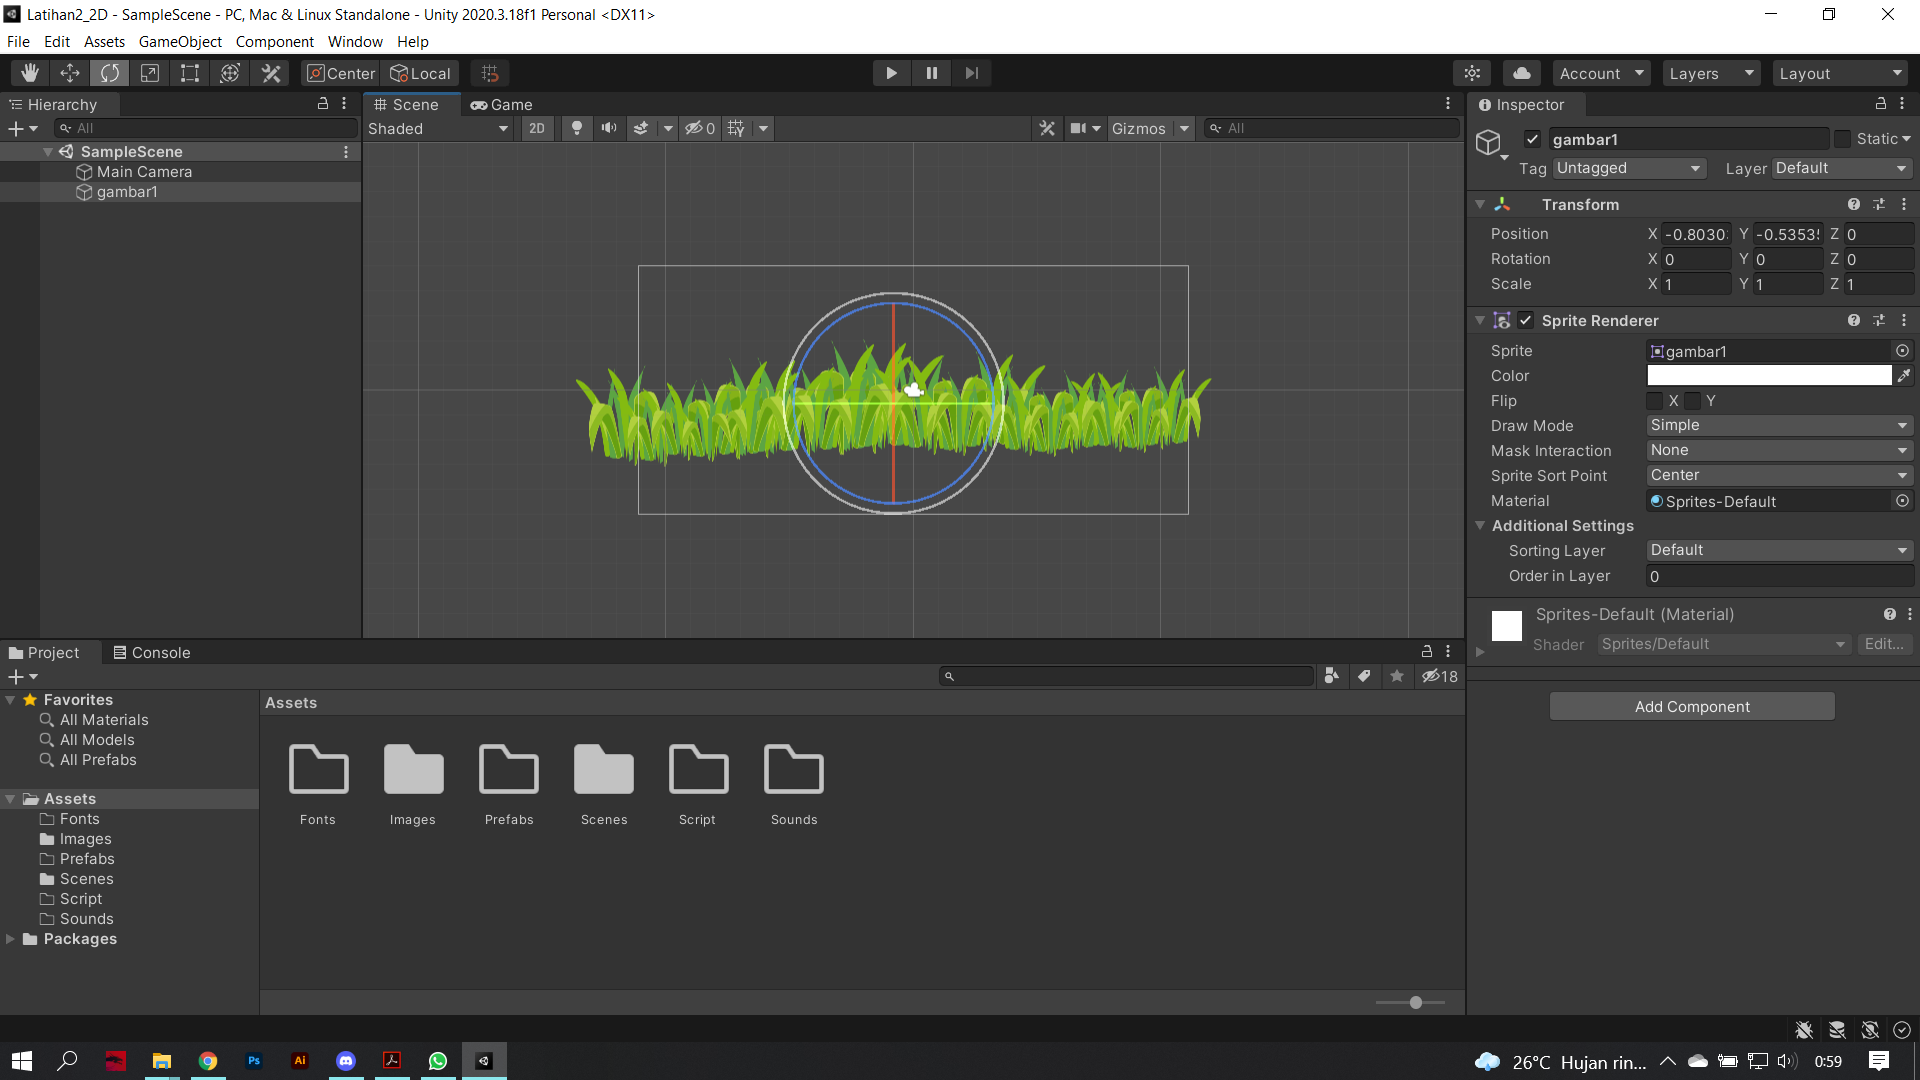 Latihan2_2D - SampleScene - PC, Mac & Linux Standalone - Unity 2020.3.18f1 Personal <DX11>
File Edit Assets GameObject Component Window Help
Center Local Account Layers Layout
Hierarchy
All
SampleScene
Main Camera
gambar1
Scene Game
Shaded 2D 0 Gizmos All
Inspector
gambar1 Static
Tag Untagged Layer Default
Transform
Position X -0.8030 Y -0.5353 Z 0
Rotation X 0 Y 0 Z 0
Scale X 1 Y 1 Z 1
Sprite Renderer
Sprite gambar1
Color
Flip X Y
Draw Mode Simple
Mask Interaction None
Sprite Sort Point Center
Material Sprites-Default
Additional Settings
Sorting Layer Default
Order in Layer 0
Sprites-Default (Material)
Shader Sprites/Default Edit...
Add Component
Project Console
18
Favorites
All Materials
All Models
All Prefabs
Assets
Fonts
Images
Prefabs
Scenes
Script
Sounds
Packages
Assets
Fonts Images Prefabs Scenes Script Sounds
Ps Ai 26°C Hujan rin... 0:59